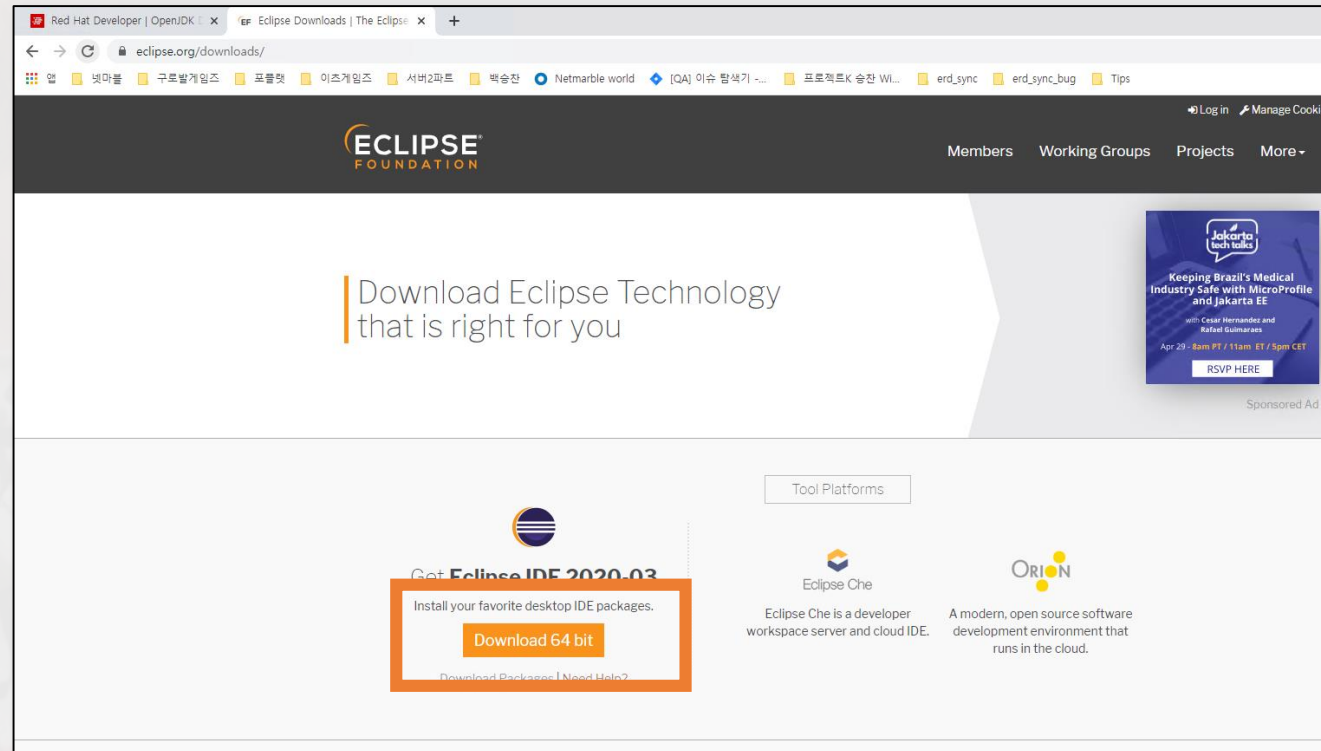 Red Hat Developer | OpenJDK
Eclipse Downloads | The Eclipse
eclipse.org/downloads/
앱 넷마블 구로발게임즈 포플랫 이츠게임즈 서버2파트 백승찬 Netmarble world [QA] 이슈 탐색기 -... 프로젝트K 승찬 Wi... erd_sync erd_sync_bug Tips
Log in Manage Cooki
ECLIPSE
FOUNDATION
Members Working Groups Projects More
Jakarta
tech talks
Keeping Brazil's Medical
Industry Safe with MicroProfile
and Jakarta EE
with Cesar Hernandez and
Rafael Guimaraes
Apr 29 - 8am PT / 11am ET / 5pm CET
RSVP HERE
Sponsored Ad
Download Eclipse Technology
that is right for you
Tool Platforms
Get Eclipse IDE 2020-03
Install your favorite desktop IDE packages.
Download 64 bit
Download Packages | Need Help?
Eclipse Che
Eclipse Che is a developer
workspace server and cloud IDE.
ORION
A modern, open source software
development environment that
runs in the cloud.